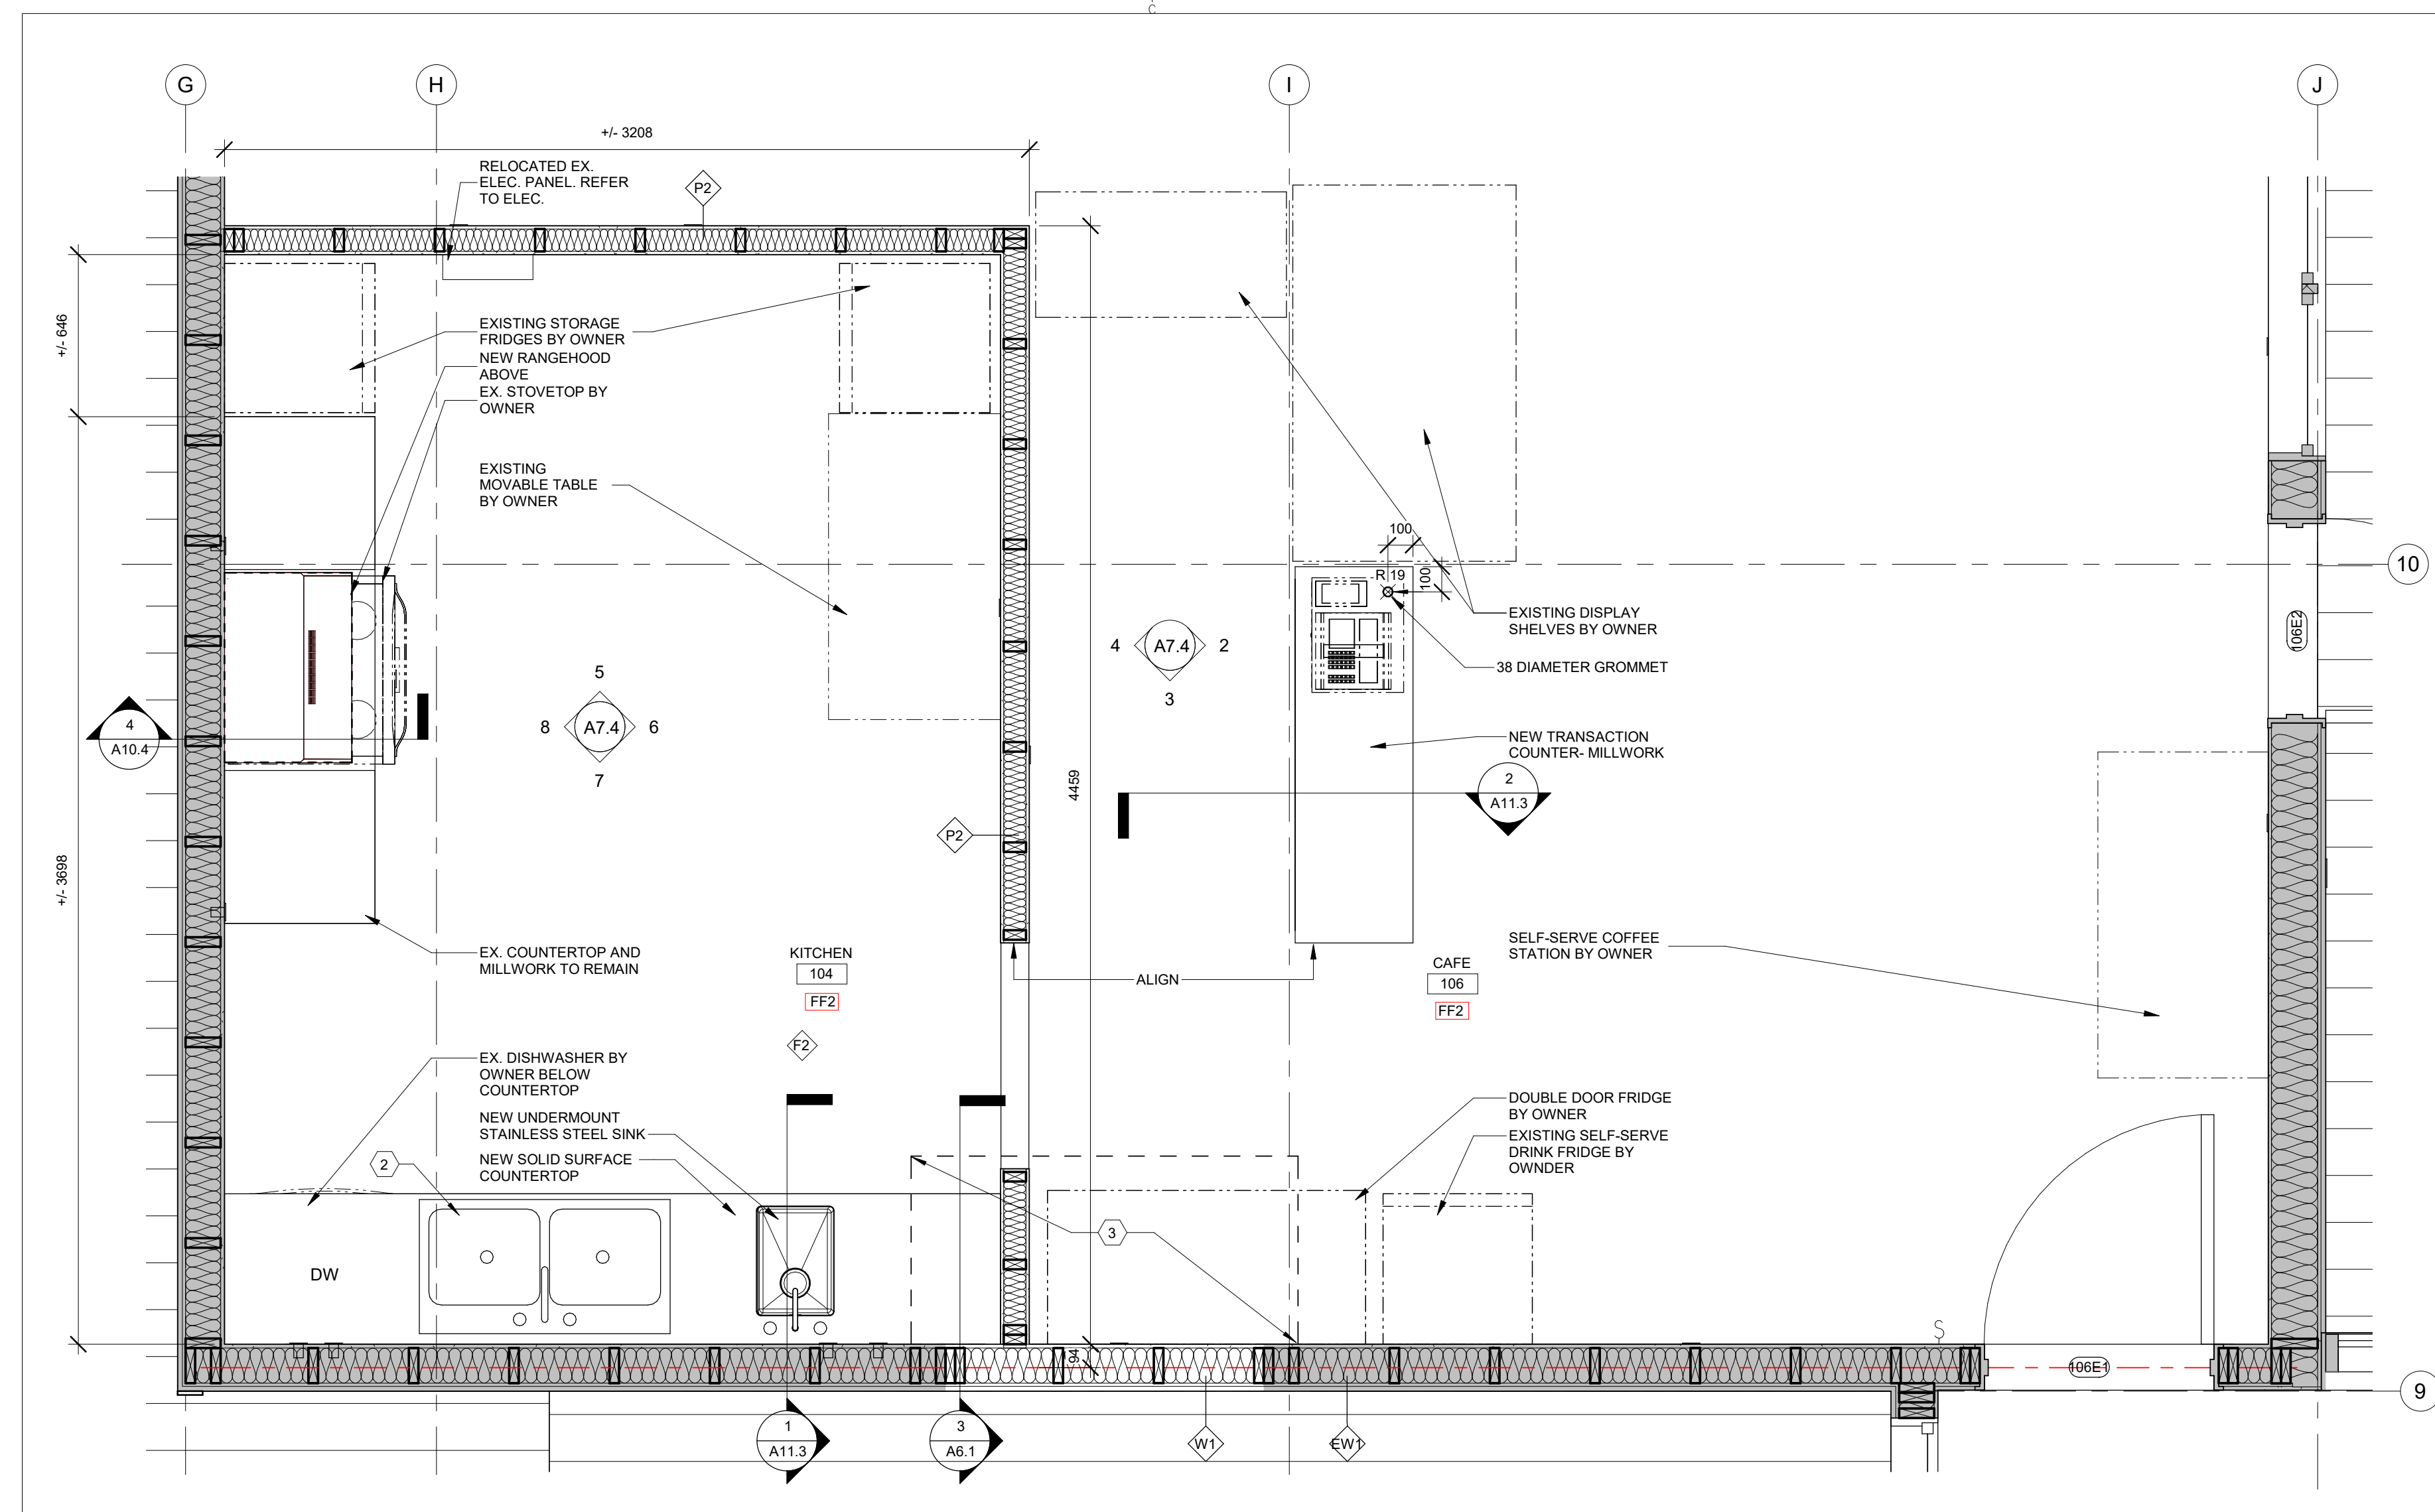 C
G
H
I
J
+/- 3208
RELOCATED EX.
ELEC. PANEL. REFER
TO ELEC.
P2
+/- 646
EXISTING STORAGE
FRIDGES BY OWNER
NEW RANGEHOOD
ABOVE
EX. STOVETOP BY
OWNER
EXISTING
MOVABLE TABLE
BY OWNER
100
R 19
100
10
EXISTING DISPLAY
SHELVES BY OWNER
38 DIAMETER GROMMET
106E2
4
A7.4
2
3
5
8
A7.4
6
7
4
A10.4
NEW TRANSACTION
COUNTER- MILLWORK
2
A11.3
4459
P2
+/- 3698
EX. COUNTERTOP AND
MILLWORK TO REMAIN
KITCHEN
104
FF2
F2
ALIGN
CAFE
106
FF2
SELF-SERVE COFFEE
STATION BY OWNER
EX. DISHWASHER BY
OWNER BELOW
COUNTERTOP
NEW UNDERMOUNT
STAINLESS STEEL SINK
NEW SOLID SURFACE
COUNTERTOP
2
DOUBLE DOOR FRIDGE
BY OWNER
EXISTING SELF-SERVE
DRINK FRIDGE BY
OWNDER
3
DW
S
94
106E1
9
1
A11.3
3
A6.1
W1
EW1